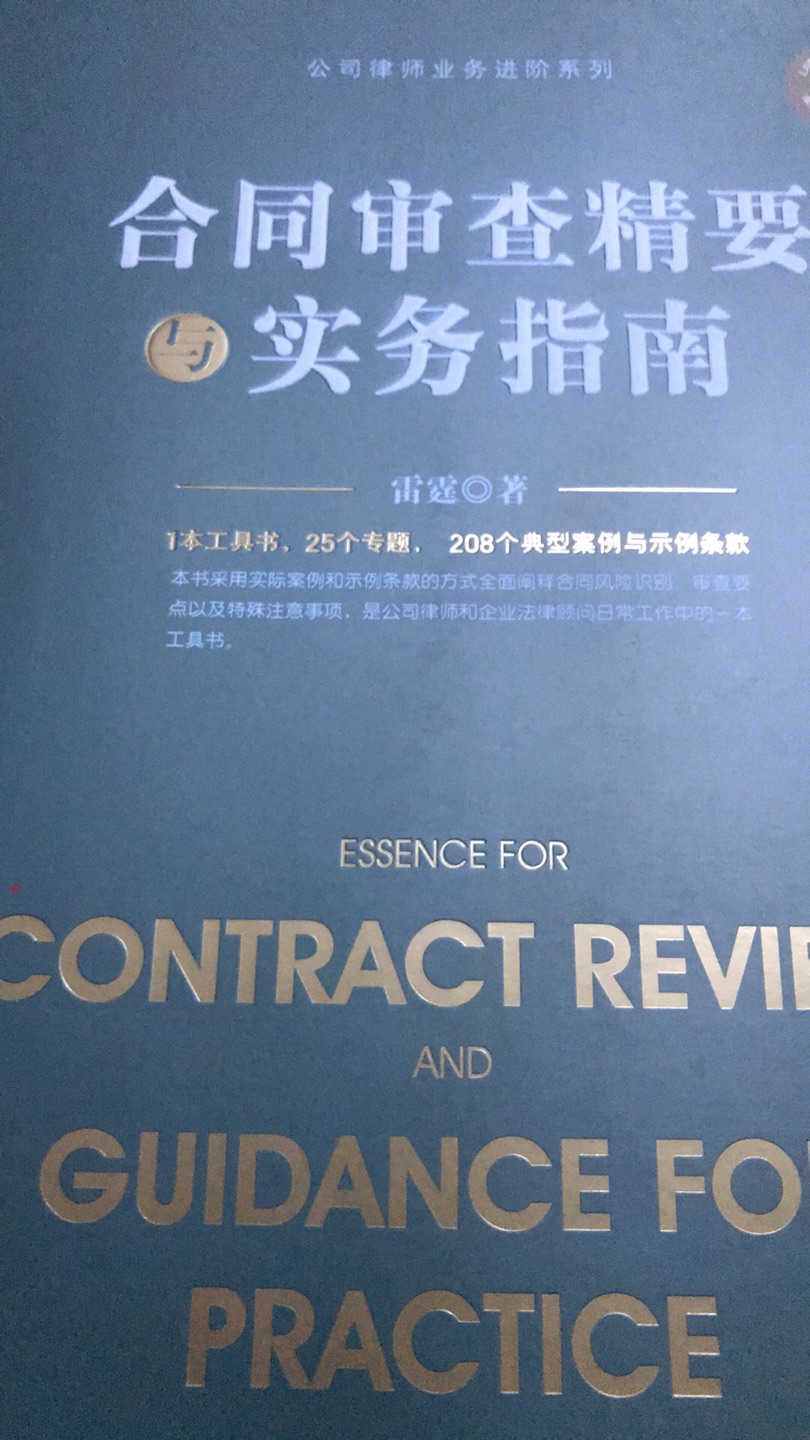 公司律师业务进阶系列
合同审查精要
与实务指南
雷霆◎著
1本工具书，25个专题，208个典型案例与示例条款
本书采用实际案例和示例条款的方式全面阐释合同风险识别 审查要
点以及特殊注意事项，是公司律师和企业法律顾问日常工作中的一本
工具书。
ESSENCE FOR
CONTRACT REVIE
AND
GUIDANCE FO
PRACTICE